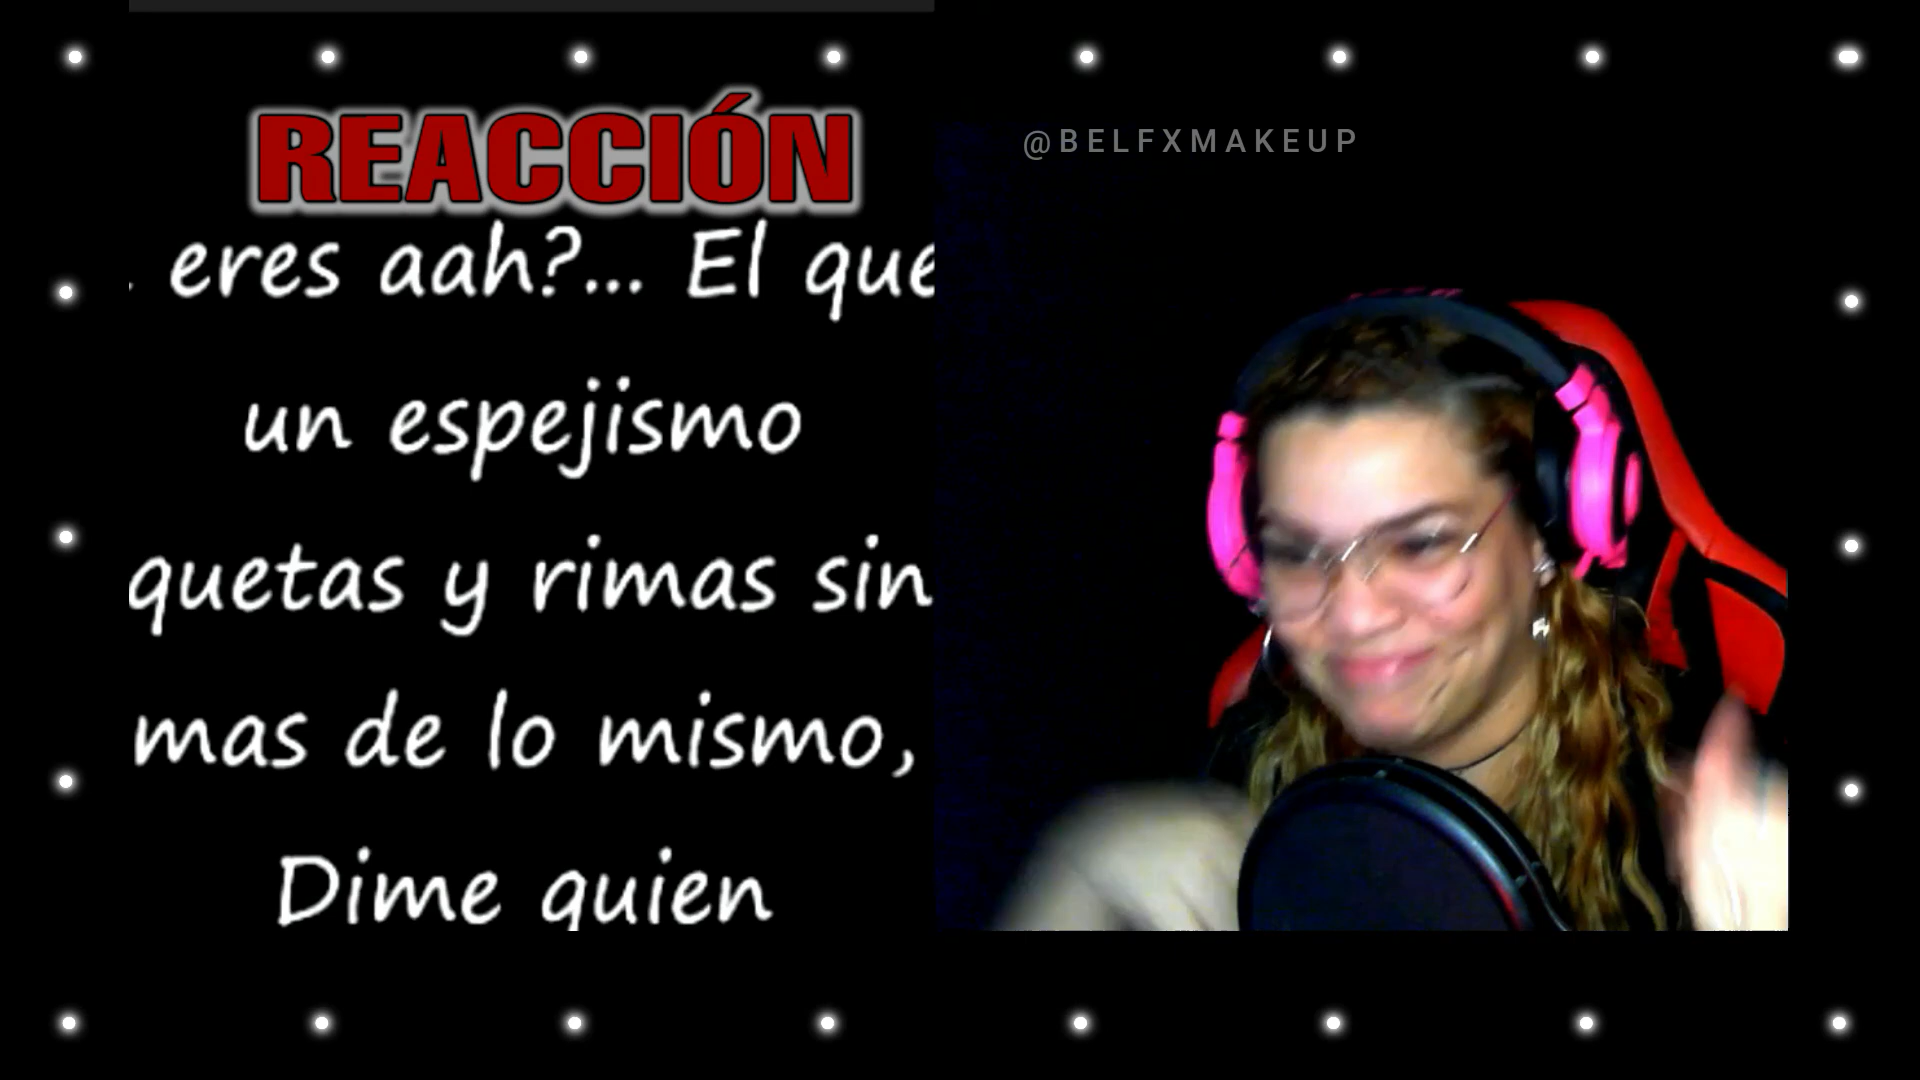 REACCIÓN
@BELFXMAKEUP
eres aah?... El que
un espejismo
quetas y rimas sin
mas de lo mismo,
Dime quien